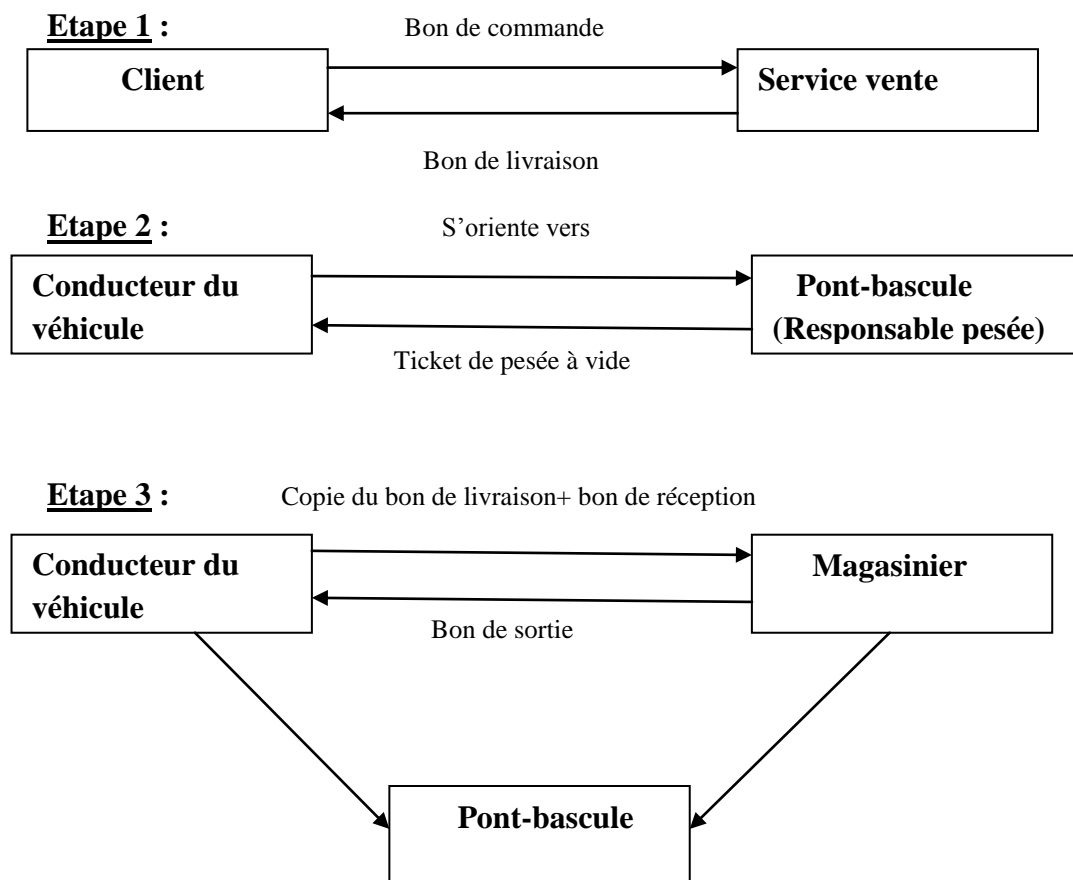 Etape 1 :
Bon de commande
Client
Service vente
Bon de livraison
Etape 2 :
S’oriente vers
Conducteur du
véhicule
Pont-bascule
(Responsable pesée)
Ticket de pesée à vide
Etape 3 :
Copie du bon de livraison+ bon de réception
Conducteur du
véhicule
Magasinier
Bon de sortie
Pont-bascule